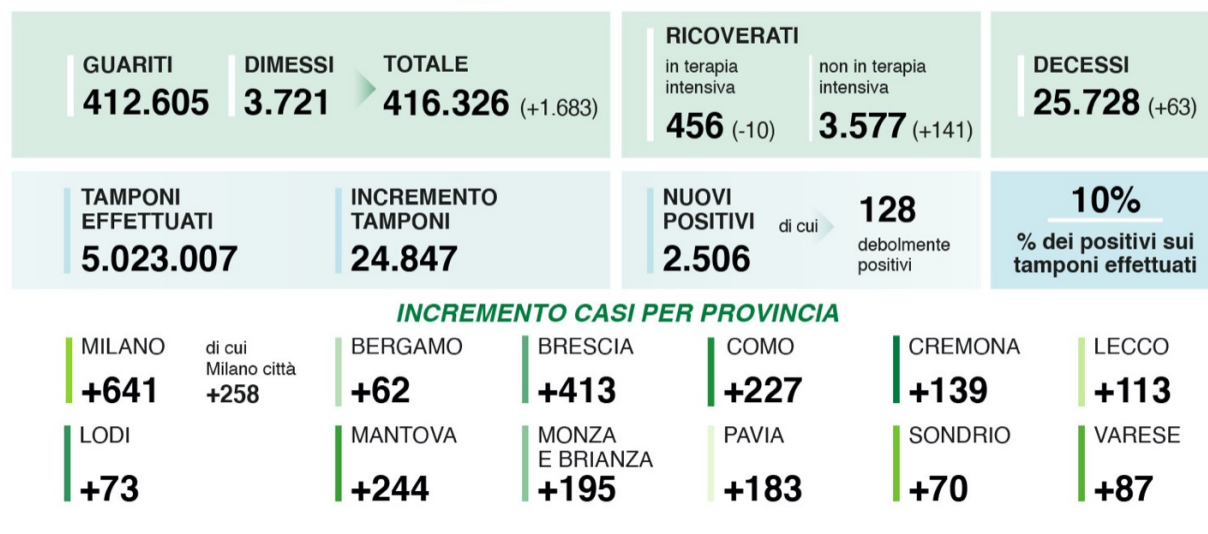 GUARITI
412.605
DIMESSI
3.721
TOTALE
416.326 (+1.683)
RICOVERATI
in terapia
intensiva
456 (-10)
non in terapia
intensiva
3.577 (+141)
DECESSI
25.728 (+63)
TAMPONI
EFFETTUATI
5.023.007
INCREMENTO
TAMPONI
24.847
NUOVI
POSITIVI
2.506
di cui
128
debolmente
positivi
10%
% dei positivi sui
tamponi effettuati
INCREMENTO CASI PER PROVINCIA
MILANO
+641
di cui
Milano città
+258
BERGAMO
+62
BRESCIA
+413
COMO
+227
CREMONA
+139
LECCO
+113
LODI
+73
MANTOVA
+244
MONZA
E BRIANZA
+195
PAVIA
+183
SONDRIO
+70
VARESE
+87